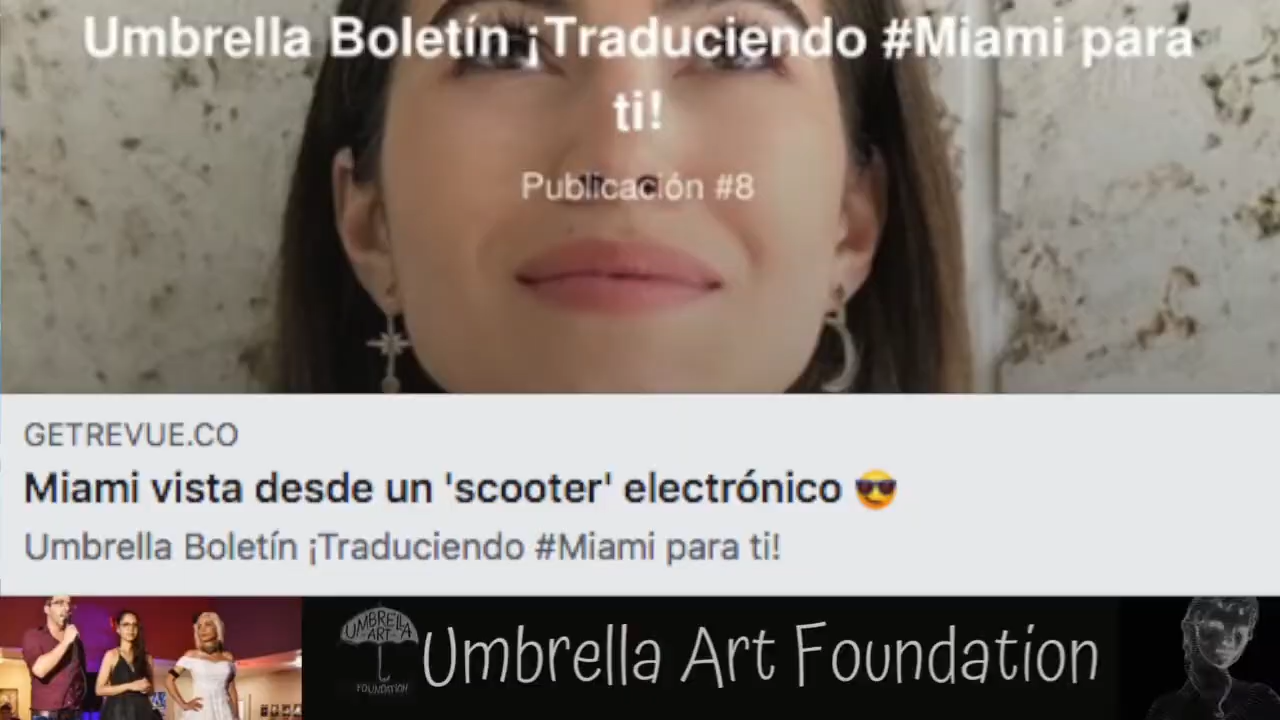 Umbrella Boletín ¡Traduciendo #Miami para
ti!
Publicación #8
GETREVUE.CO
Miami vista desde un 'scooter' electrónico 😎
Umbrella Boletín ¡Traduciendo #Miami para ti!
UMBRELLA
ART
FOUNDATION
Umbrella Art Foundation